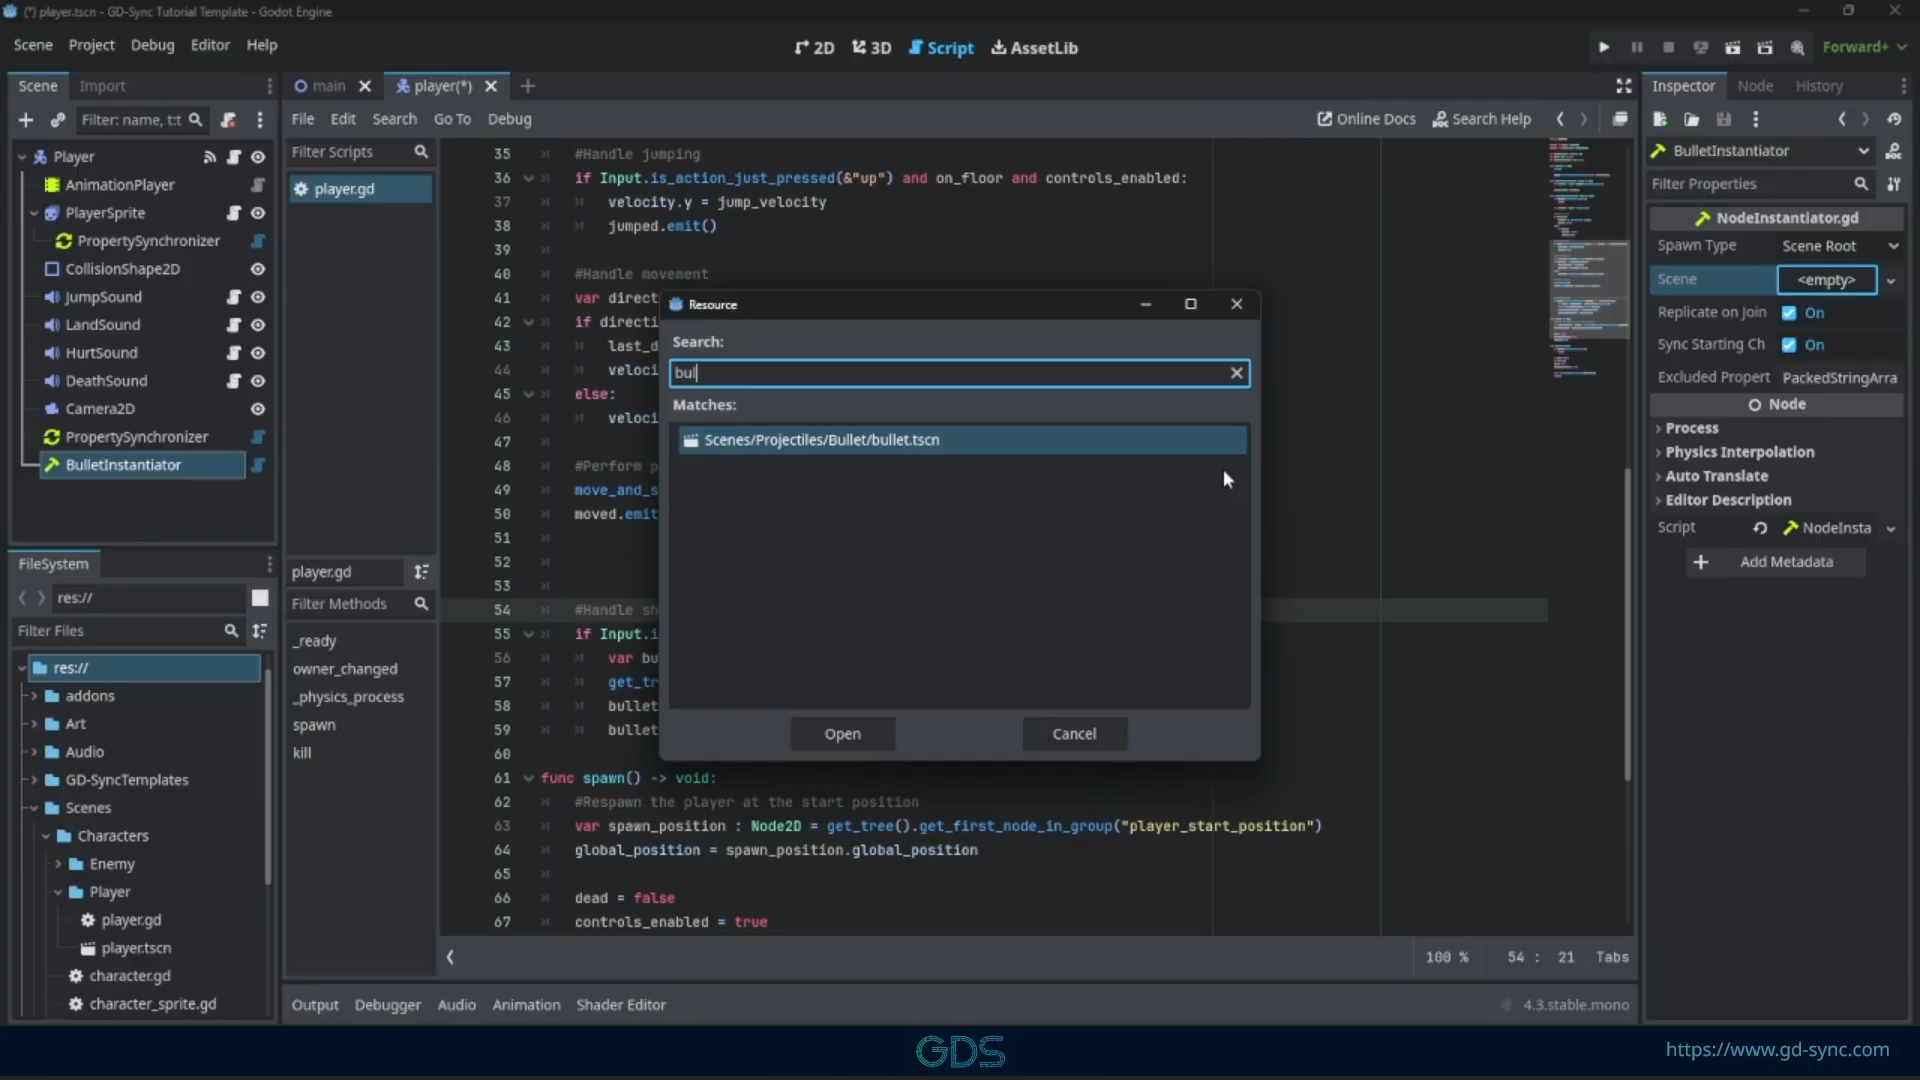 (*) player.tscn - GD-Sync Tutorial Template - Godot Engine
Scene Project Debug Editor Help
2D 3D Script AssetLib
Forward+
Scene Import
Filter: name, t:t
Player
AnimationPlayer
PlayerSprite
PropertySynchronizer
CollisionShape2D
JumpSound
LandSound
HurtSound
DeathSound
Camera2D
PropertySynchronizer
BulletInstantiator
FileSystem
res://
Filter Files
res://
addons
Art
Audio
GD-SyncTemplates
Scenes
Characters
Enemy
Player
player.gd
player.tscn
character.gd
character_sprite.gd
main player(*)
File Edit Search Go To Debug
Online Docs Search Help
Filter Scripts
player.gd
player.gd
Filter Methods
_ready
owner_changed
_physics_process
spawn
kill
35 #Handle jumping
36 if Input.is_action_just_pressed(&"up") and on_floor and controls_enabled:
37 velocity.y = jump_velocity
38 jumped.emit()
39
40 #Handle movement
41 var direct
42 if directi
43 last_d
44 veloci
45 else:
46 veloci
47
48 #Perform p
49 move_and_s
50 moved.emit
51
52
53
54 #Handle sh
55 if Input.i
56 var bu
57 get_tr
58 bullet
59 bullet
60
61 func spawn() -> void:
62 #Respawn the player at the start position
63 var spawn_position : Node2D = get_tree().get_first_node_in_group("player_start_position")
64 global_position = spawn_position.global_position
65
66 dead = false
67 controls_enabled = true
100 % 54 : 21 Tabs
Output Debugger Audio Animation Shader Editor
4.3.stable.mono
Resource
Search:
bul
Matches:
Scenes/Projectiles/Bullet/bullet.tscn
Open Cancel
Inspector Node History
BulletInstantiator
Filter Properties
NodeInstantiator.gd
Spawn Type Scene Root
Scene <empty>
Replicate on Join On
Sync Starting Ch On
Excluded Propert PackedStringArra
Node
Process
Physics Interpolation
Auto Translate
Editor Description
Script NodeInsta
Add Metadata
GDS
https://www.gd-sync.com